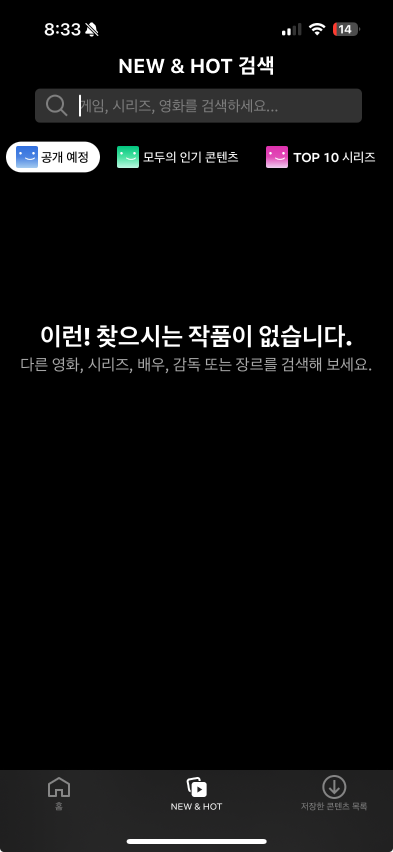 8:33
14
NEW & HOT 검색
게임, 시리즈, 영화를 검색하세요...
공개 예정
모두의 인기 콘텐츠
TOP 10 시리즈
이런! 찾으시는 작품이 없습니다.
다른 영화, 시리즈, 배우, 감독 또는 장르를 검색해 보세요.
홈
NEW & HOT
저장한 콘텐츠 목록